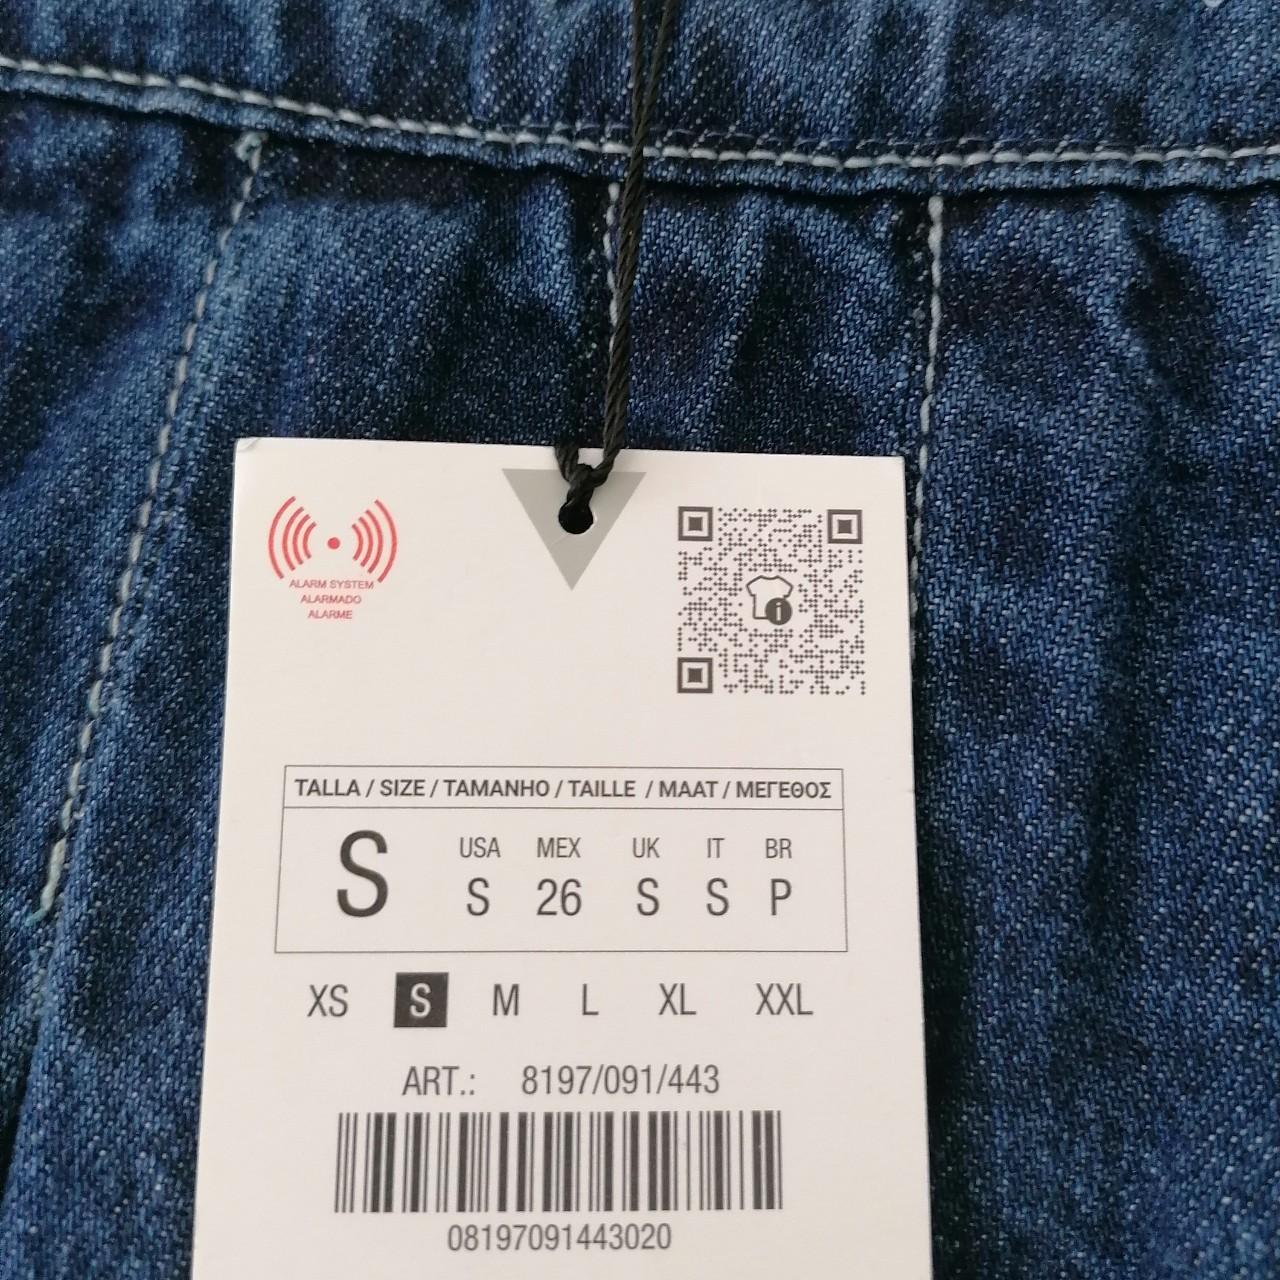 ALARM SYSTEM
ALARMADO
ALARME
i
TALLA / SIZE / TAMANHO / TAILLE / MAAT / ΜΕΓΕΘΟΣ
S
USA MEX UK IT BR
S 26 S S P
XS S M L XL XXL
ART.: 8197/091/443
08197091443020